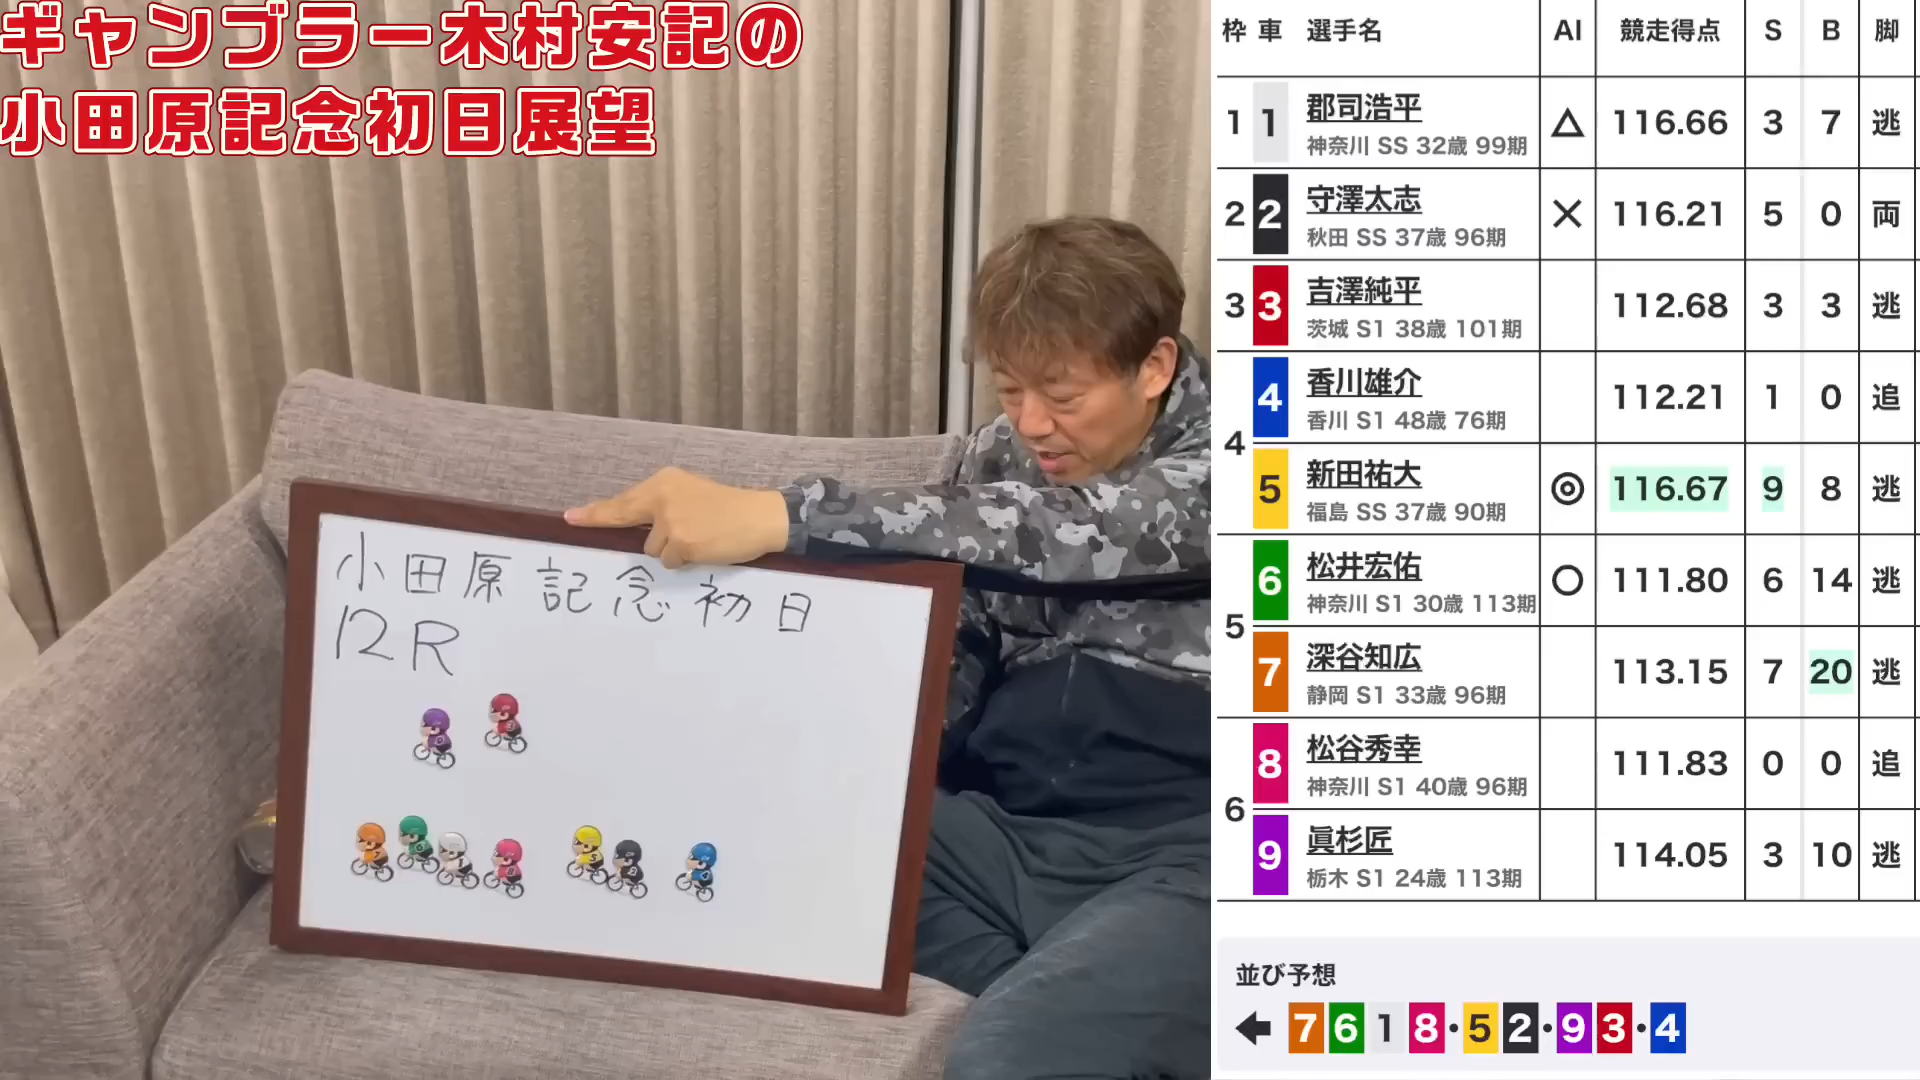 ギャンブラー木村安記の
小田原記念初日展望
小田原記念初日
12R
枠 車 選手名 AI 競走得点 S B 脚
1 1 郡司浩平 △ 116.66 3 7 逃
神奈川 SS 32歳 99期
2 2 守澤太志 × 116.21 5 0 両
秋田 SS 37歳 96期
3 3 吉澤純平 112.68 3 3 逃
茨城 S1 38歳 101期
4 香川雄介 112.21 1 0 追
香川 S1 48歳 76期
4
5 新田祐大 ◎ 116.67 9 8 逃
福島 SS 37歳 90期
6 松井宏佑 ○ 111.80 6 14 逃
神奈川 S1 30歳 113期
5
7 深谷知広 113.15 7 20 逃
静岡 S1 33歳 96期
8 松谷秀幸 111.83 0 0 追
神奈川 S1 40歳 96期
6
9 眞杉匠 114.05 3 10 逃
栃木 S1 24歳 113期
並び予想
← 7 6 1 8・5 2・9 3・4